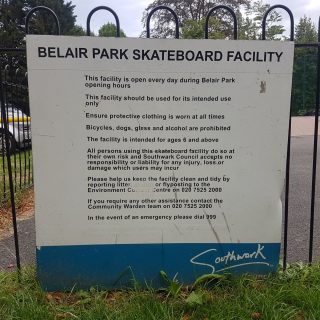 BELAIR PARK SKATEBOARD FACILITY
This facility is open every day during Belair Park
opening hours
This facility should be used for its intended use
only
Ensure protective clothing is worn at all times
Bicycles, dogs, glass and alcohol are prohibited
The facility is intended for ages 6 and above
All persons using this skateboard facility do so at
their own risk and Southwark Council accepts no
responsibility or liability for any injury, loss or
damage which users may incur
Please help us keep the facility clean and tidy by
reporting litter or flyposting to the
Environment Centre on 020 7525 2000
If you require any other assistance contact the
Community Warden team on 020 7525 2000
In the event of an emergency please dial 999
Southwark